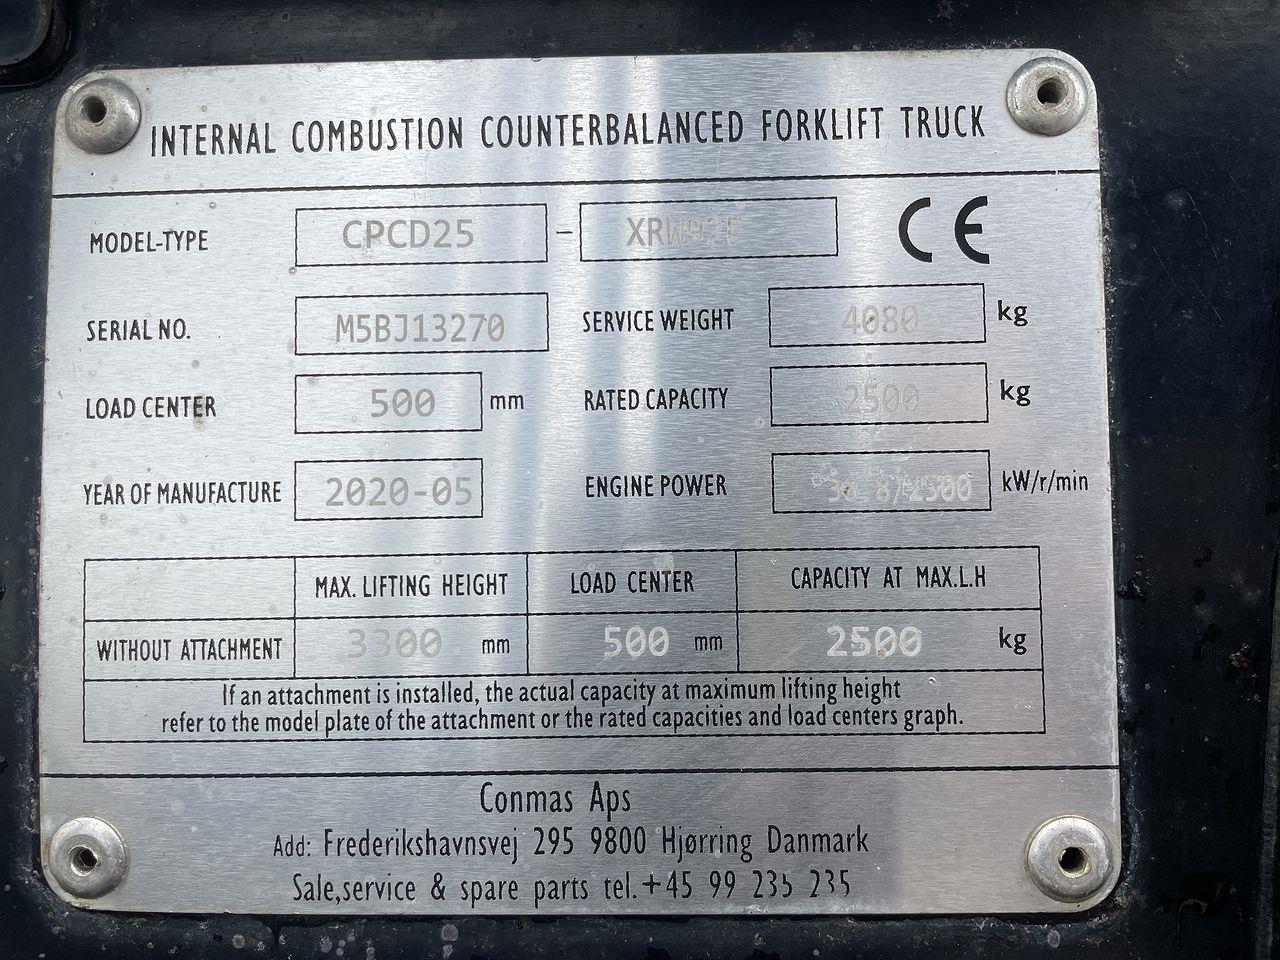 INTERNAL COMBUSTION COUNTERBALANCED FORKLIFT TRUCK
MODEL-TYPE CPCD25 - XRW92F CE
SERIAL NO. M5BJ13270 SERVICE WEIGHT 4080 kg
LOAD CENTER 500 mm RATED CAPACITY 2500 kg
YEAR OF MANUFACTURE 2020-05 ENGINE POWER 36.8/2300 kW/r/min
MAX. LIFTING HEIGHT LOAD CENTER CAPACITY AT MAX.L.H
WITHOUT ATTACHMENT 3300 mm 500 mm 2500 kg
If an attachment is installed, the actual capacity at maximum lifting height
refer to the model plate of the attachment or the rated capacities and load centers graph.
Conmas Aps
Add: Frederikshavnsvej 295 9800 Hjørring Danmark
Sale,service & spare parts tel.+45 99 235 235